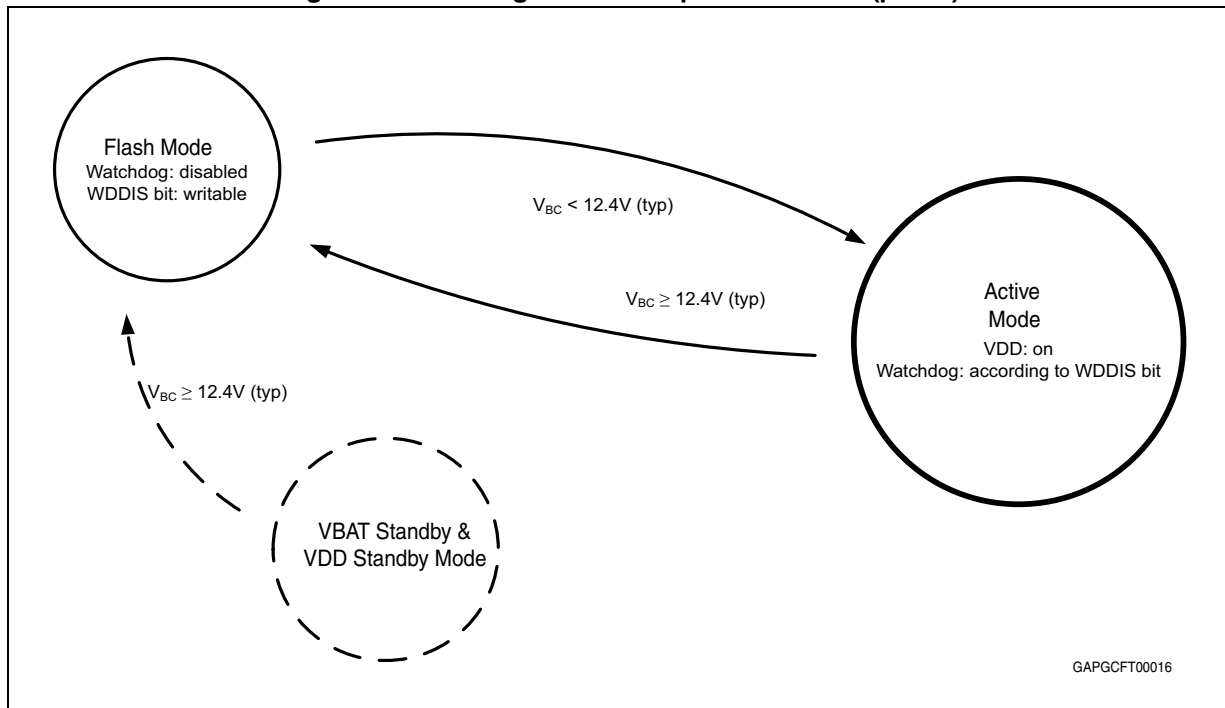 Flash Mode
Watchdog: disabled
WDDIS bit: writable
V_BC < 12.4V (typ)
V_BC ≥ 12.4V (typ)
Active
Mode
VDD: on
Watchdog: according to WDDIS bit
V_BC ≥ 12.4V (typ)
VBAT Standby &
VDD Standby Mode
GAPGCFT00016